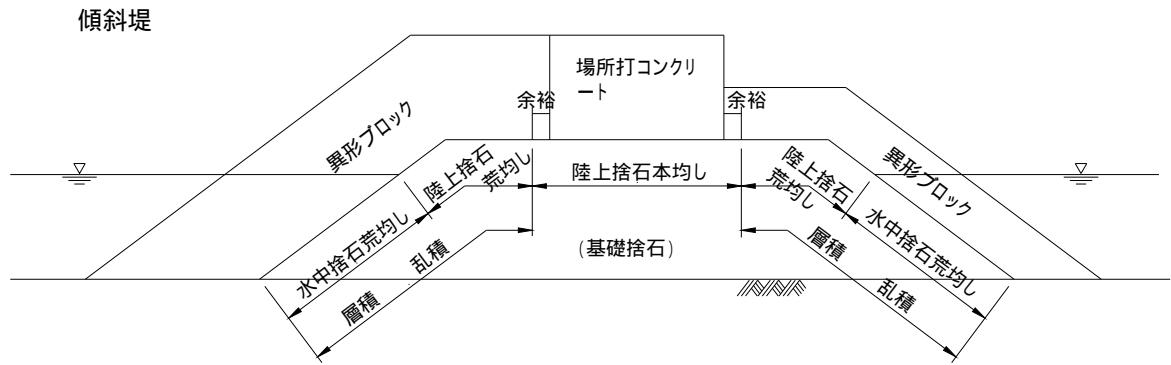 傾斜堤
場所打コンクリ
ート
余裕
余裕
異形ブロック
異形ブロック
陸上捨石
荒均し
陸上捨石本均し
陸上捨石
荒均し
水中捨石荒均し
水中捨石荒均し
(基礎捨石)
層積
乱積
層積
乱積